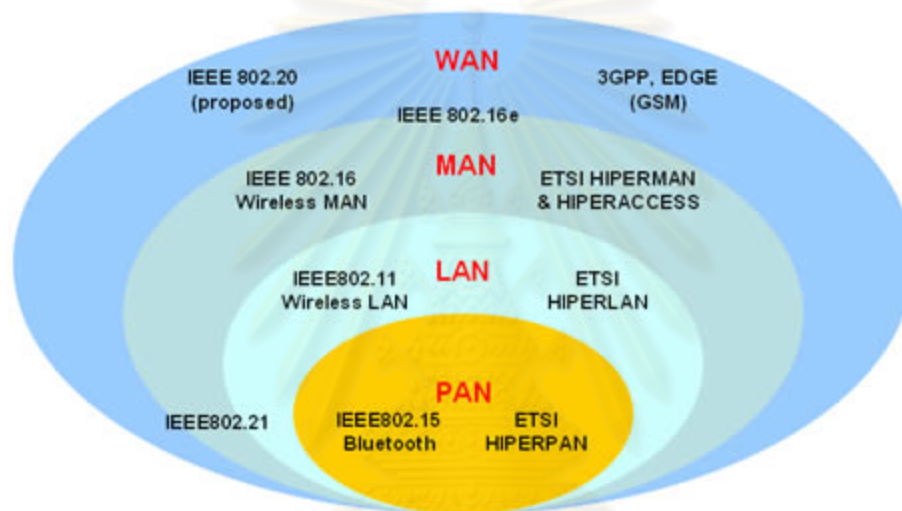 WAN
IEEE 802.20
(proposed)
3GPP, EDGE
(GSM)
IEEE 802.16e
MAN
IEEE 802.16
Wireless MAN
ETSI HIPERMAN
& HIPERACCESS
LAN
IEEE802.11
Wireless LAN
ETSI
HIPERLAN
PAN
IEEE802.21
IEEE802.15
Bluetooth
ETSI
HIPERPAN